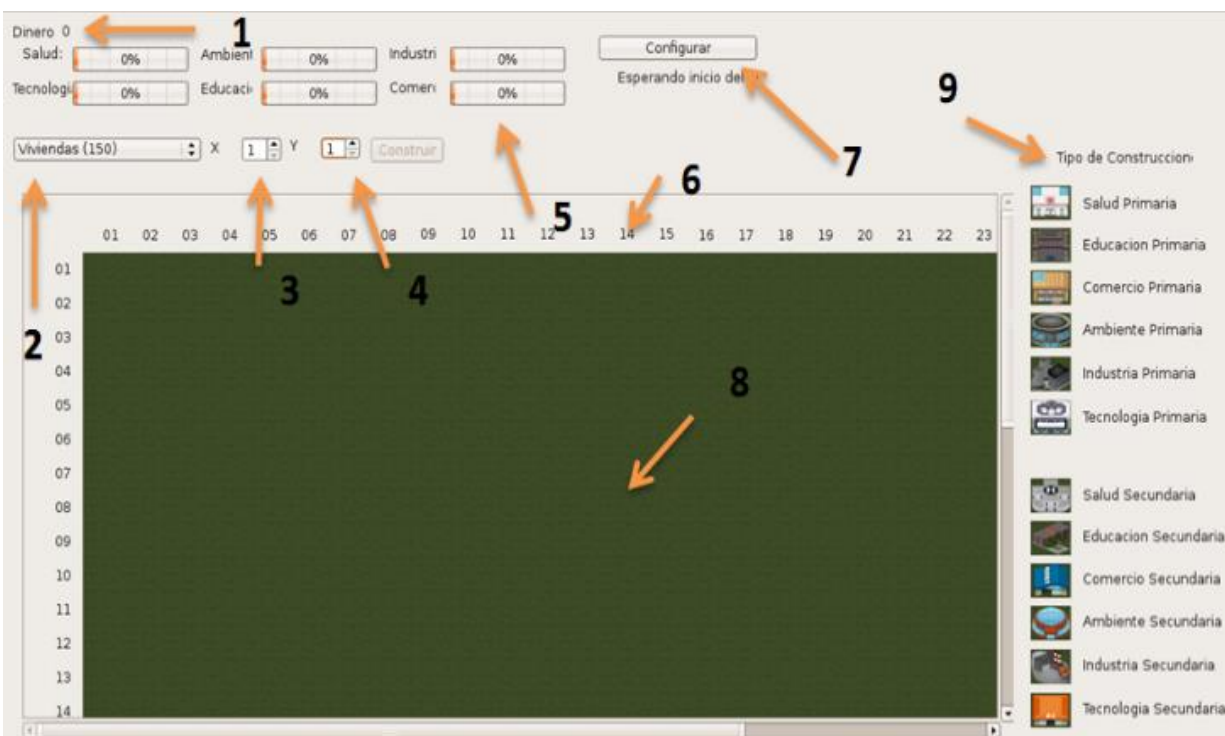 Dinero 0
1
Salud: 0% Ambient 0% Industri 0% Configurar
Tecnologi 0% Educaci 0% Comer 0% Esperando inicio del
9
Viviendas (150) X 1 Y 1 Construir
7
Tipo de Construccion
6
5
Salud Primaria
01 02 03 04 05 06 07 08 09 10 11 12 13 14 15 16 17 18 19 20 21 22 23
Educacion Primaria
01
3 4
Comercio Primaria
02
2
03
Ambiente Primaria
04
8
Industria Primaria
05
Tecnologia Primaria
06
07
Salud Secundaria
08
09
Educacion Secundaria
10
Comercio Secundaria
11
12
Ambiente Secundaria
13
Industria Secundaria
14
Tecnologia Secundaria